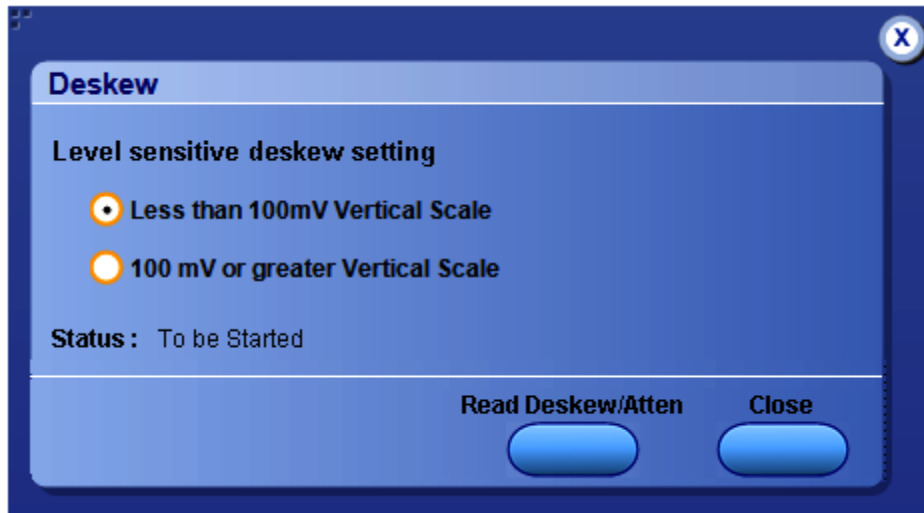 X
Deskew
Level sensitive deskew setting
Less than 100mV Vertical Scale
100 mV or greater Vertical Scale
Status : To be Started
Read Deskew/Atten Close